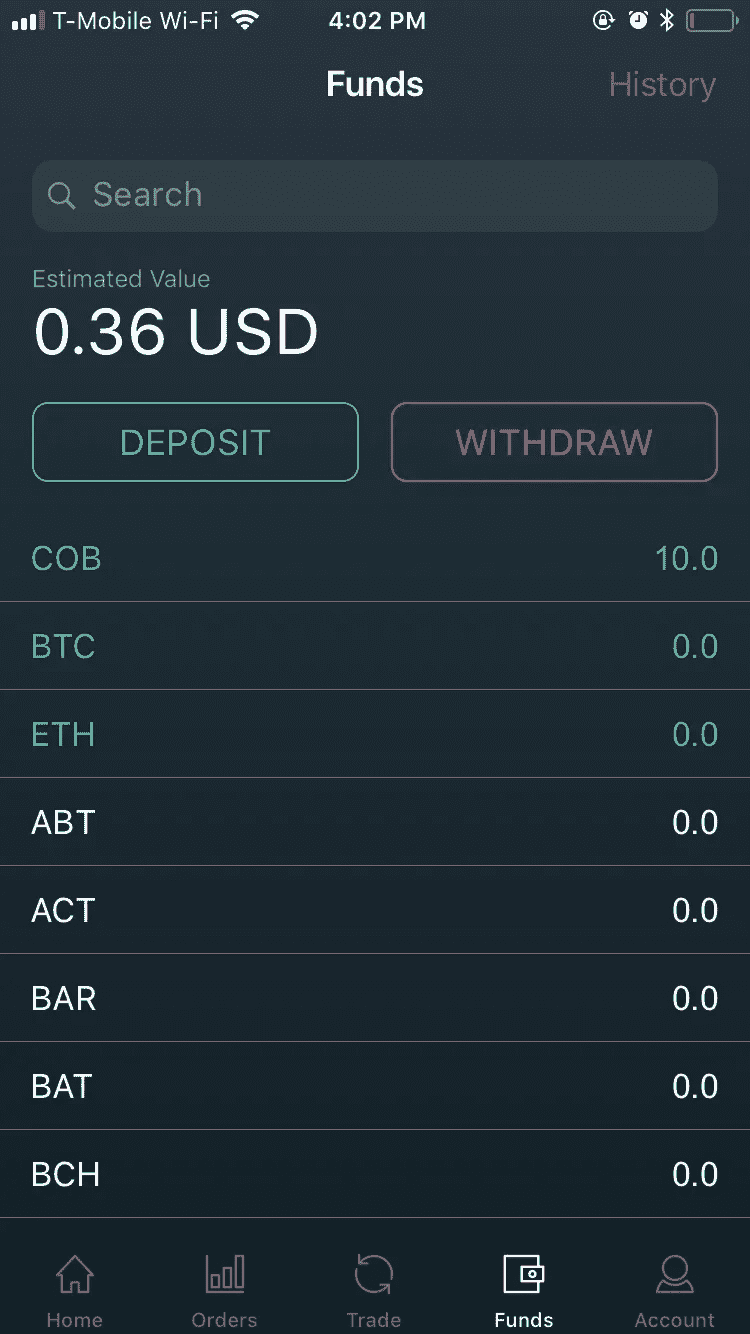 T-Mobile Wi-Fi 4:02 PM
Funds History
Search
Estimated Value
0.36 USD
DEPOSIT WITHDRAW
COB 10.0
BTC 0.0
ETH 0.0
ABT 0.0
ACT 0.0
BAR 0.0
BAT 0.0
BCH 0.0
Home Orders Trade Funds Account